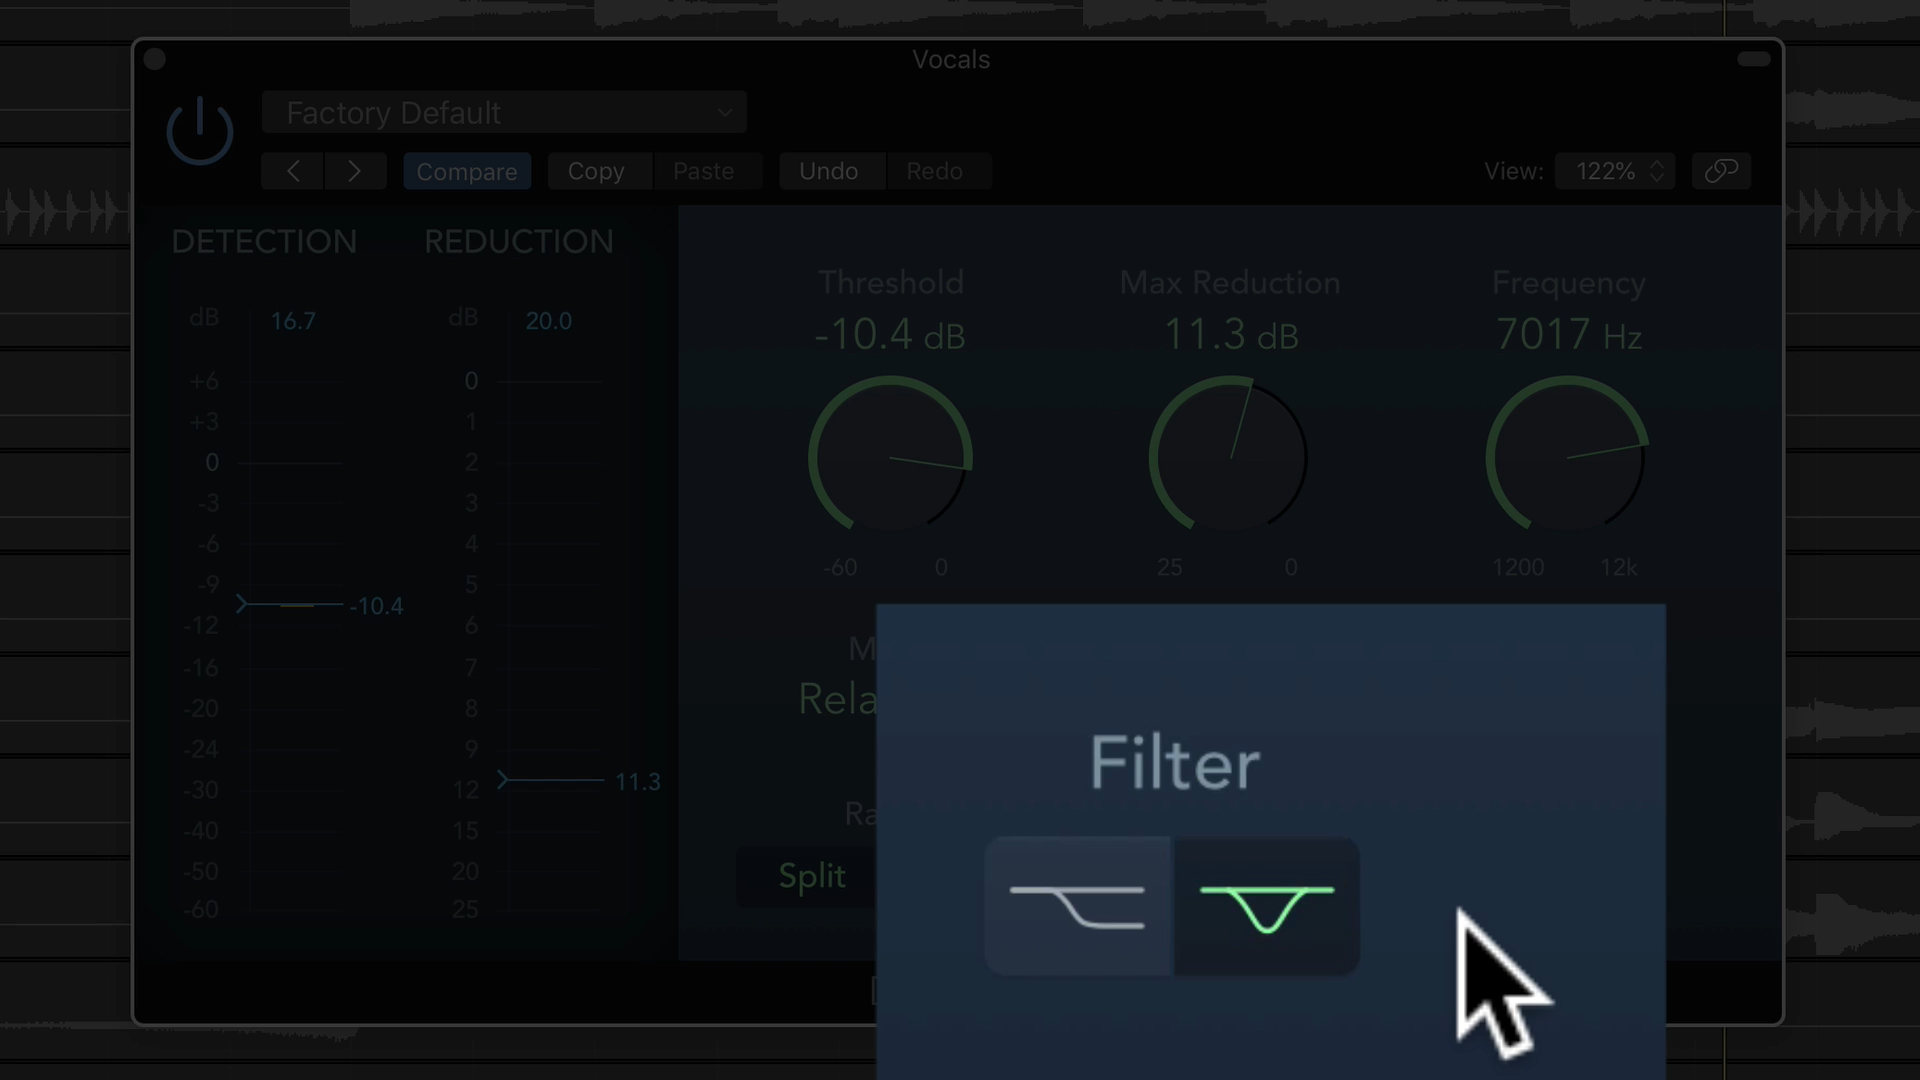 Vocals
Factory Default
Compare Copy Paste Undo Redo View: 122%
DETECTION REDUCTION
Threshold Max Reduction Frequency
-10.4 dB 11.3 dB 7017 Hz
dB 16.7 dB 20.0
+6 0
+3 1
0 2
-3 3
-6 4
-9 5
-60 0 25 0 1200 12k
-10.4
-12 6
-16 7
-20 8
-24 9
-30 12 11.3
-40 15
-50 20
-60 25
Rela
Split
Filter